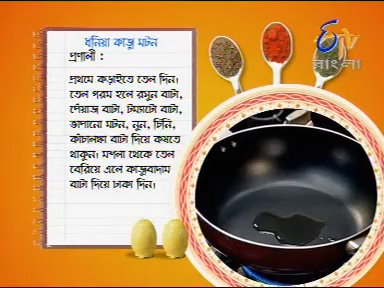 ধনিয়া কাজু মটন
প্রণালী :
প্রথমে কড়াইতে তেল দিন।
তেল গরম হলে রসুন বাটা,
পেঁয়াজ বাটা, টম্যাটো বাটা,
ভাপানো মটন, নুন, চিনি,
কাঁচালঙ্কা বাটা দিয়ে কষতে
থাকুন। মশলা থেকে তেল
বেরিয়ে এলে কাজুবাদাম
বাটা দিয়ে ঢাকা দিন।
eTV
বাংলা